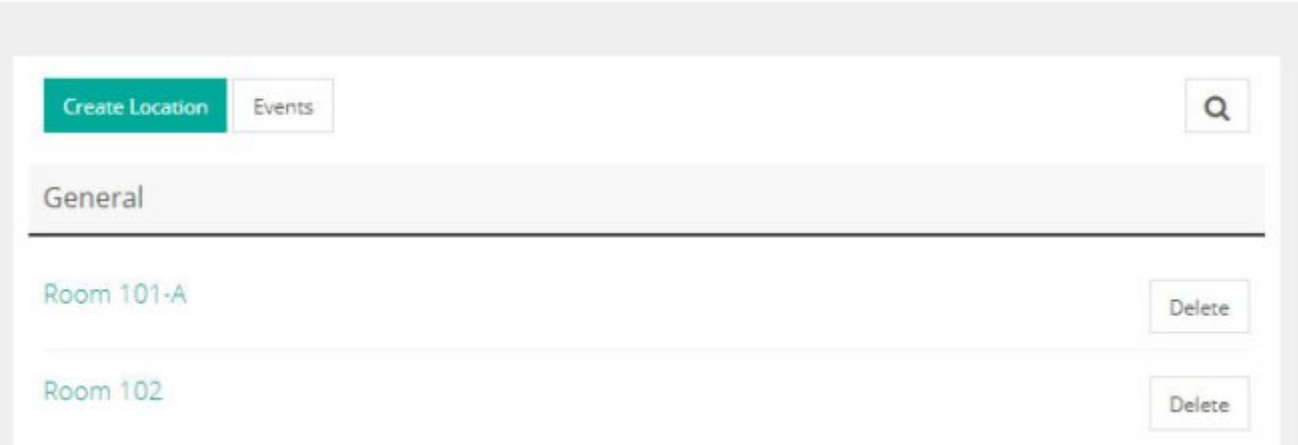 Create Location Events
General
Room 101-A Delete
Room 102 Delete